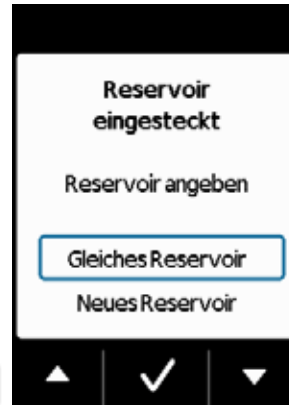 Reservoir
eingesteckt
Reservoir angeben
Gleiches Reservoir
Neues Reservoir